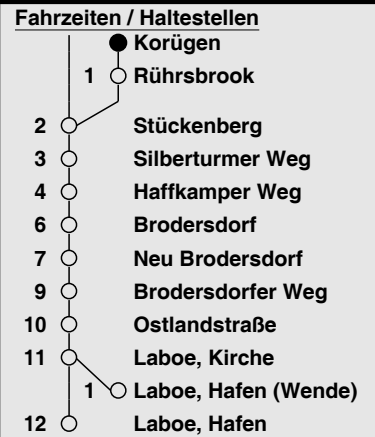 Fahrzeiten / Haltestellen
Korügen
1 Rührsbrook
2 Stückenberg
3 Silberturmer Weg
4 Haffkamper Weg
6 Brodersdorf
7 Neu Brodersdorf
9 Brodersdorfer Weg
10 Ostlandstraße
11 Laboe, Kirche
1 Laboe, Hafen (Wende)
12 Laboe, Hafen